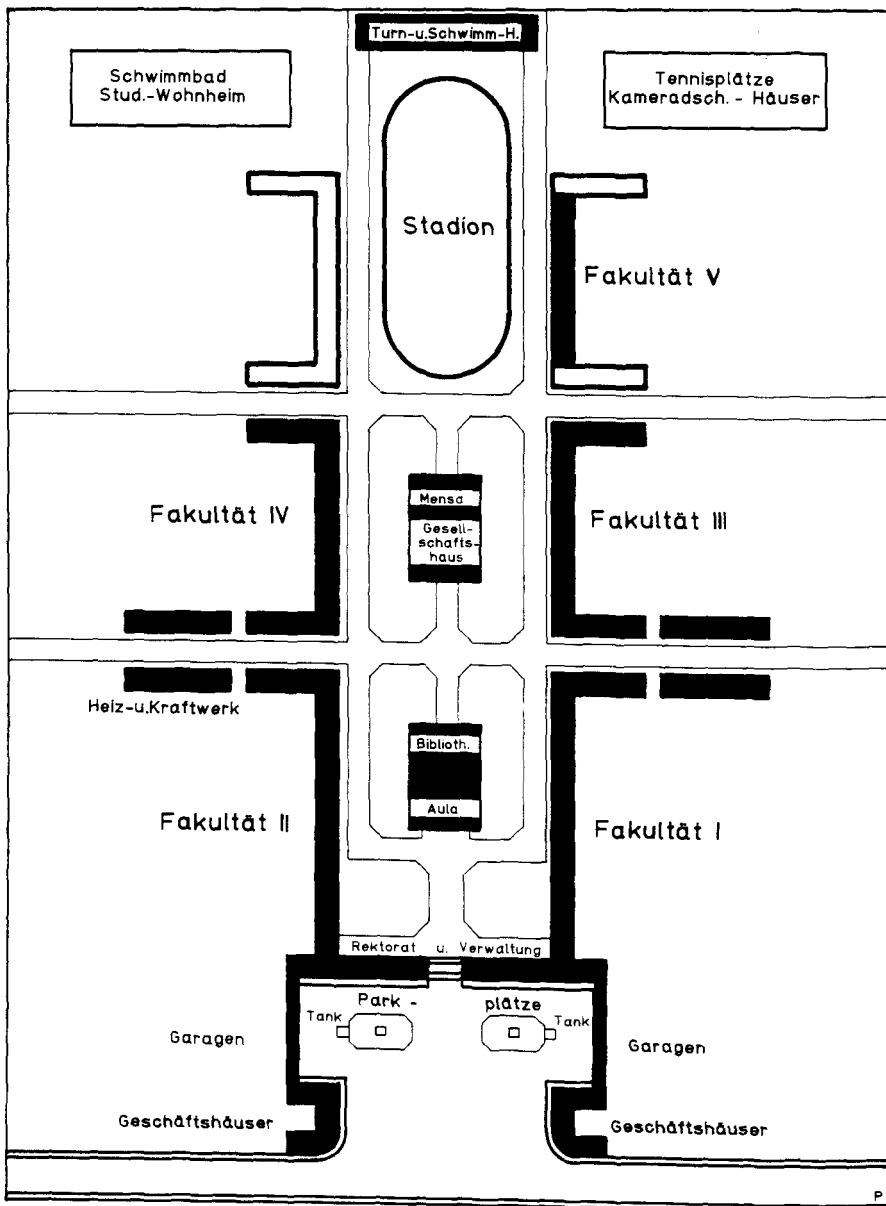 Turn-u.Schwimm-H.
Schwimmbad
Stud.-Wohnheim
Tennisplätze
Kameradsch. - Häuser
Stadion
Fakultät V
Mensa
Gesell-
schafts-
haus
Fakultät IV
Fakultät III
Heiz-u.Kraftwerk
Biblioth.
Aula
Fakultät II
Fakultät I
Rektorat u. Verwaltung
Park - plätze
Tank
Tank
Garagen
Garagen
Geschäftshäuser
Geschäftshäuser
P